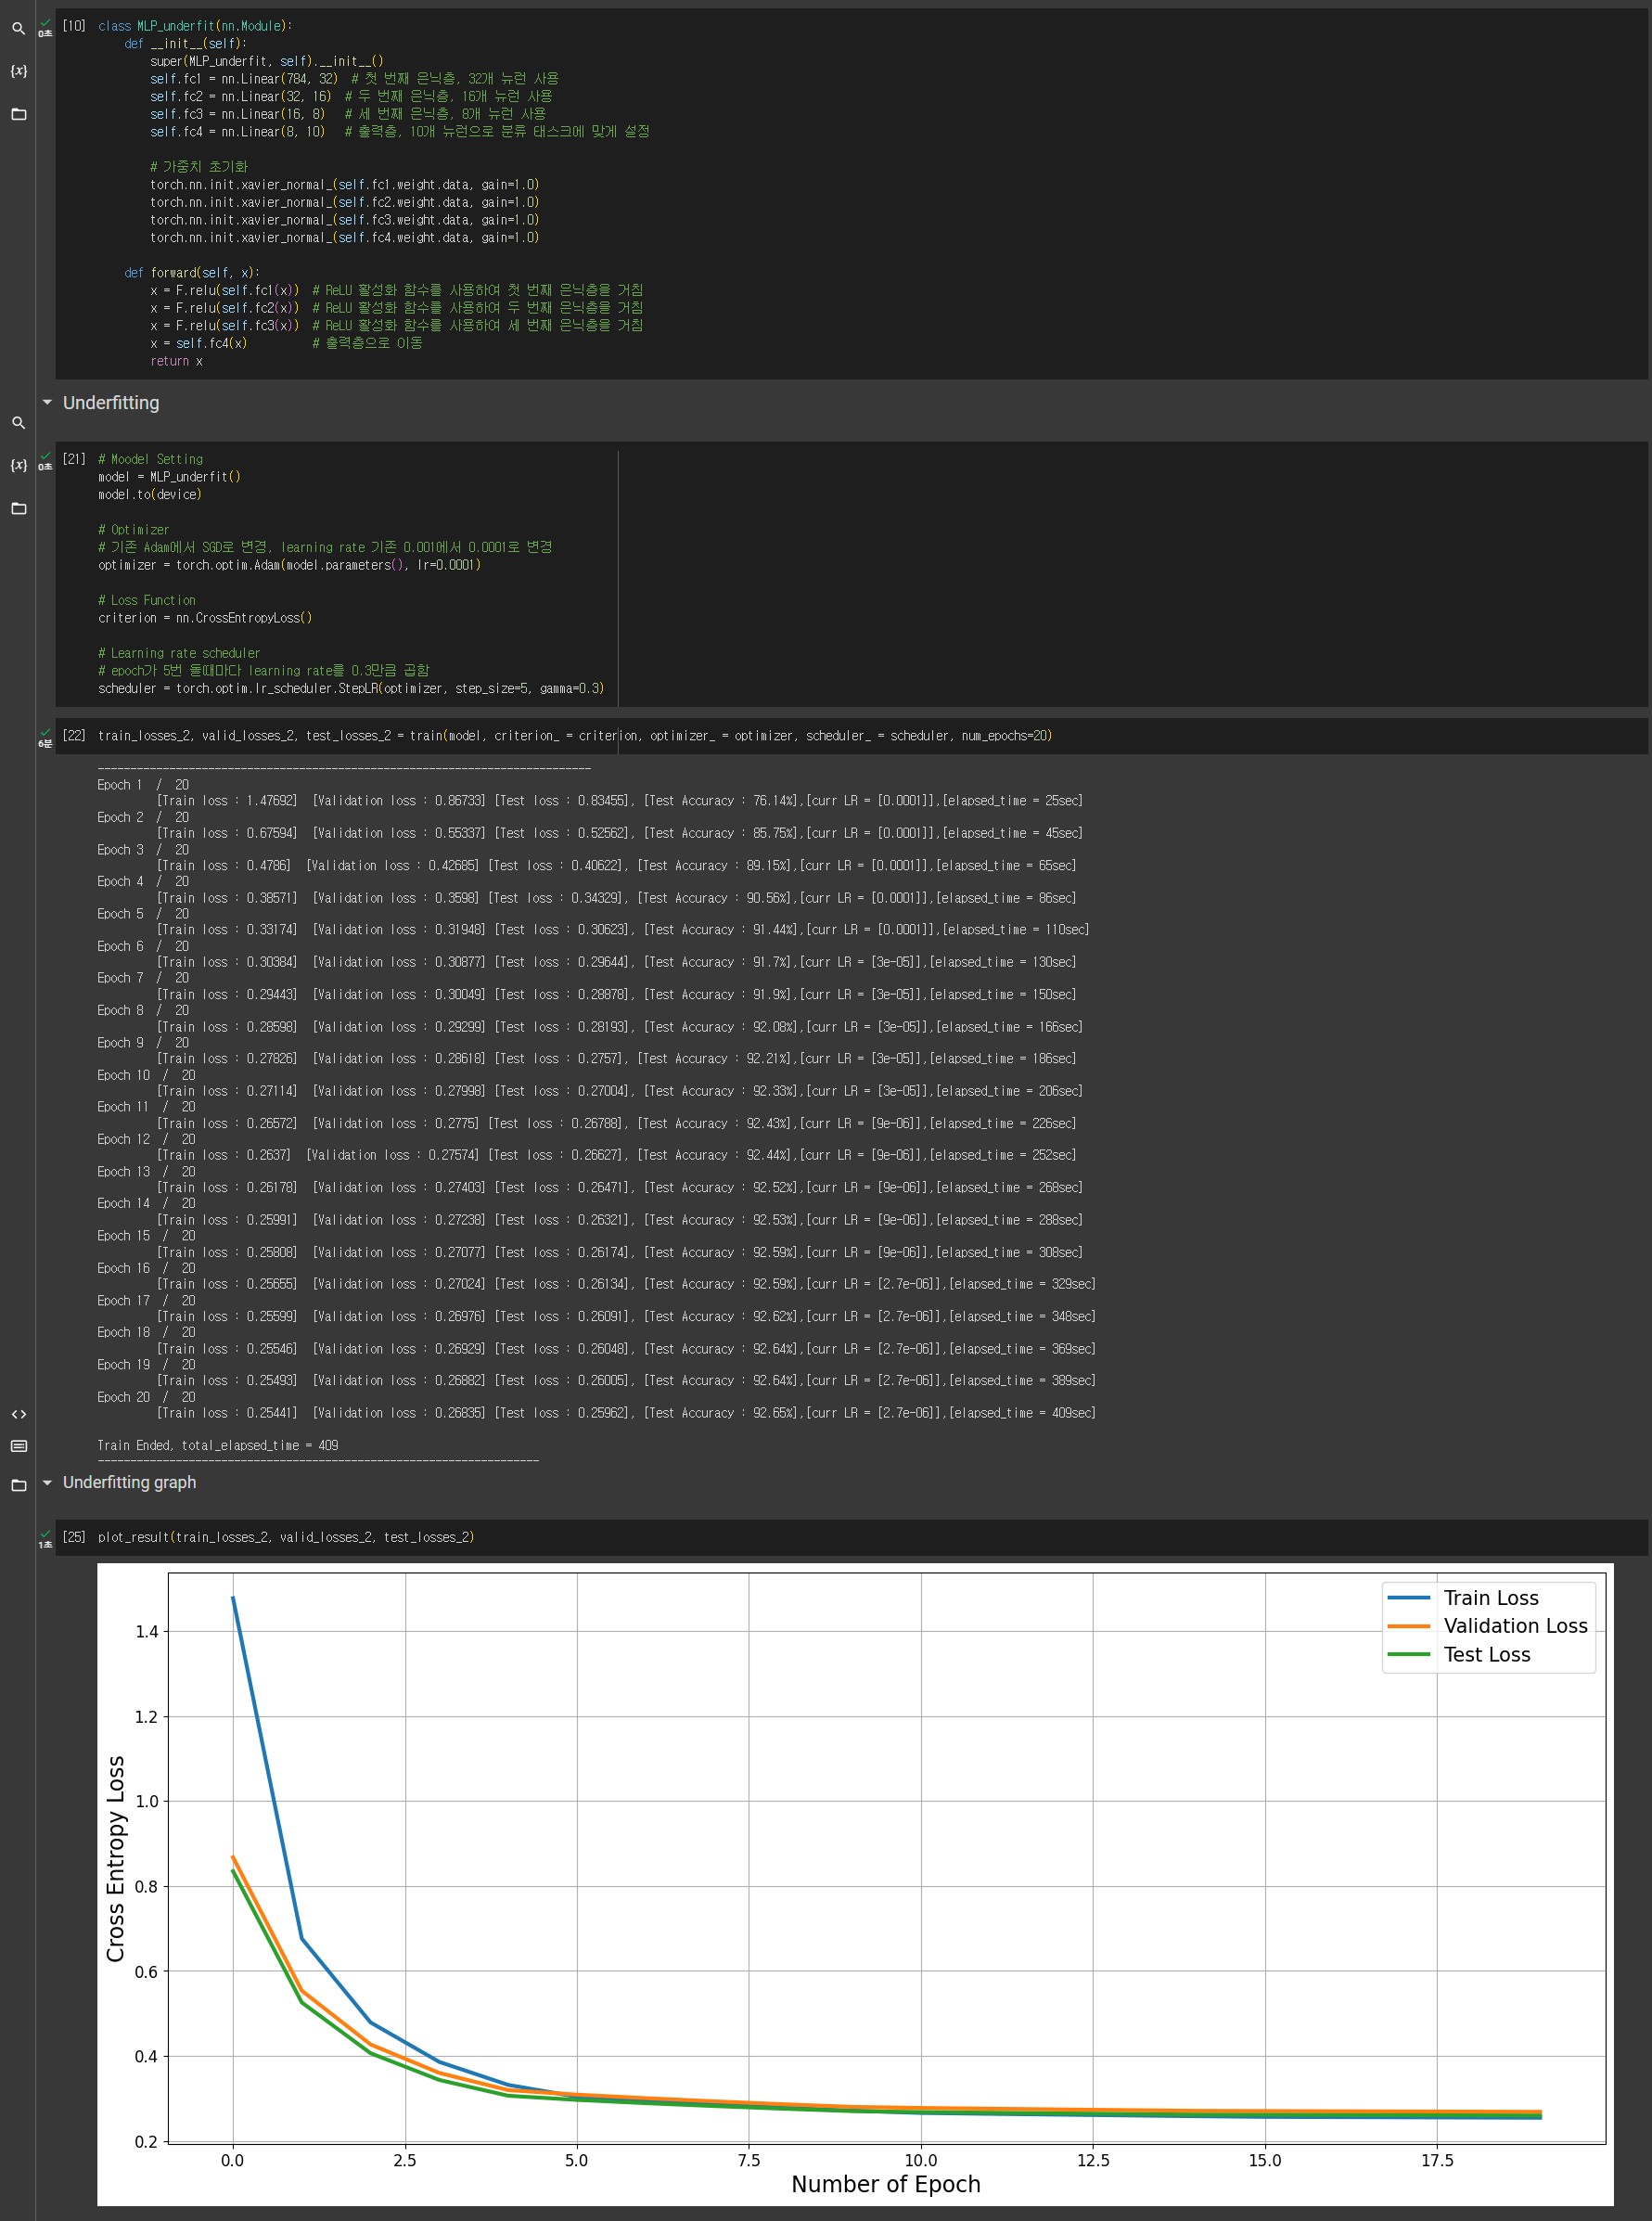 [10] class MLP_underfit(nn.Module):
def __init__(self):
super(MLP_underfit, self).__init__()
self.fc1 = nn.Linear(784, 32)  # 첫 번째 은닉층, 32개 뉴런 사용
self.fc2 = nn.Linear(32, 16)  # 두 번째 은닉층, 16개 뉴런 사용
self.fc3 = nn.Linear(16, 8)   # 세 번째 은닉층, 8개 뉴런 사용
self.fc4 = nn.Linear(8, 10)   # 출력층, 10개 뉴런으로 분류 태스크에 맞게 설정
# 가중치 초기화
torch.nn.init.xavier_normal_(self.fc1.weight.data, gain=1.0)
torch.nn.init.xavier_normal_(self.fc2.weight.data, gain=1.0)
torch.nn.init.xavier_normal_(self.fc3.weight.data, gain=1.0)
torch.nn.init.xavier_normal_(self.fc4.weight.data, gain=1.0)
def forward(self, x):
x = F.relu(self.fc1(x))  # ReLU 활성화 함수를 사용하여 첫 번째 은닉층을 거침
x = F.relu(self.fc2(x))  # ReLU 활성화 함수를 사용하여 두 번째 은닉층을 거침
x = F.relu(self.fc3(x))  # ReLU 활성화 함수를 사용하여 세 번째 은닉층을 거침
x = self.fc4(x)          # 출력층으로 이동
return x
0초
{x}
Underfitting
[21] # Moodel Setting
model = MLP_underfit()
model.to(device)
# Optimizer
# 기존 Adam에서 SGD로 변경, learning rate 기존 0.001에서 0.0001로 변경
optimizer = torch.optim.Adam(model.parameters(), lr=0.0001)
# Loss Function
criterion = nn.CrossEntropyLoss()
# Learning rate scheduler
# epoch가 5번 돌때마다 learning rate를 0.3만큼 곱함
scheduler = torch.optim.lr_scheduler.StepLR(optimizer, step_size=5, gamma=0.3)
0초
{x}
6분
[22] train_losses_2, valid_losses_2, test_losses_2 = train(model, criterion_ = criterion, optimizer_ = optimizer, scheduler_ = scheduler, num_epochs=20)
----------------------------------------------------------------------------
Epoch 1  /  20
[Train loss : 1.47692]  [Validation loss : 0.86733] [Test loss : 0.83455], [Test Accuracy : 76.14%],[curr LR = [0.0001]],[elapsed_time = 25sec]
Epoch 2  /  20
[Train loss : 0.67594]  [Validation loss : 0.55337] [Test loss : 0.52562], [Test Accuracy : 85.75%],[curr LR = [0.0001]],[elapsed_time = 45sec]
Epoch 3  /  20
[Train loss : 0.4786]  [Validation loss : 0.42685] [Test loss : 0.40622], [Test Accuracy : 89.15%],[curr LR = [0.0001]],[elapsed_time = 65sec]
Epoch 4  /  20
[Train loss : 0.38571]  [Validation loss : 0.3598] [Test loss : 0.34329], [Test Accuracy : 90.56%],[curr LR = [0.0001]],[elapsed_time = 86sec]
Epoch 5  /  20
[Train loss : 0.33174]  [Validation loss : 0.31948] [Test loss : 0.30623], [Test Accuracy : 91.44%],[curr LR = [0.0001]],[elapsed_time = 110sec]
Epoch 6  /  20
[Train loss : 0.30384]  [Validation loss : 0.30877] [Test loss : 0.29644], [Test Accuracy : 91.7%],[curr LR = [3e-05]],[elapsed_time = 130sec]
Epoch 7  /  20
[Train loss : 0.29443]  [Validation loss : 0.30049] [Test loss : 0.28878], [Test Accuracy : 91.9%],[curr LR = [3e-05]],[elapsed_time = 150sec]
Epoch 8  /  20
[Train loss : 0.28598]  [Validation loss : 0.29299] [Test loss : 0.28193], [Test Accuracy : 92.08%],[curr LR = [3e-05]],[elapsed_time = 166sec]
Epoch 9  /  20
[Train loss : 0.27826]  [Validation loss : 0.28618] [Test loss : 0.2757], [Test Accuracy : 92.21%],[curr LR = [3e-05]],[elapsed_time = 186sec]
Epoch 10  /  20
[Train loss : 0.27114]  [Validation loss : 0.27998] [Test loss : 0.27004], [Test Accuracy : 92.33%],[curr LR = [3e-05]],[elapsed_time = 206sec]
Epoch 11  /  20
[Train loss : 0.26572]  [Validation loss : 0.2775] [Test loss : 0.26788], [Test Accuracy : 92.43%],[curr LR = [9e-06]],[elapsed_time = 226sec]
Epoch 12  /  20
[Train loss : 0.2637]  [Validation loss : 0.27574] [Test loss : 0.26627], [Test Accuracy : 92.44%],[curr LR = [9e-06]],[elapsed_time = 252sec]
Epoch 13  /  20
[Train loss : 0.26178]  [Validation loss : 0.27403] [Test loss : 0.26471], [Test Accuracy : 92.52%],[curr LR = [9e-06]],[elapsed_time = 268sec]
Epoch 14  /  20
[Train loss : 0.25991]  [Validation loss : 0.27238] [Test loss : 0.26321], [Test Accuracy : 92.53%],[curr LR = [9e-06]],[elapsed_time = 288sec]
Epoch 15  /  20
[Train loss : 0.25808]  [Validation loss : 0.27077] [Test loss : 0.26174], [Test Accuracy : 92.59%],[curr LR = [9e-06]],[elapsed_time = 308sec]
Epoch 16  /  20
[Train loss : 0.25655]  [Validation loss : 0.27024] [Test loss : 0.26134], [Test Accuracy : 92.59%],[curr LR = [2.7e-06]],[elapsed_time = 329sec]
Epoch 17  /  20
[Train loss : 0.25599]  [Validation loss : 0.26976] [Test loss : 0.26091], [Test Accuracy : 92.62%],[curr LR = [2.7e-06]],[elapsed_time = 348sec]
Epoch 18  /  20
[Train loss : 0.25546]  [Validation loss : 0.26929] [Test loss : 0.26048], [Test Accuracy : 92.64%],[curr LR = [2.7e-06]],[elapsed_time = 369sec]
Epoch 19  /  20
[Train loss : 0.25493]  [Validation loss : 0.26882] [Test loss : 0.26005], [Test Accuracy : 92.64%],[curr LR = [2.7e-06]],[elapsed_time = 389sec]
Epoch 20  /  20
[Train loss : 0.25441]  [Validation loss : 0.26835] [Test loss : 0.25962], [Test Accuracy : 92.65%],[curr LR = [2.7e-06]],[elapsed_time = 409sec]
Train Ended, total_elapsed_time = 409
--------------------------------------------------------------------
Underfitting graph
1초
[25] plot_result(train_losses_2, valid_losses_2, test_losses_2)
Train Loss
Validation Loss
Test Loss
Cross Entropy Loss
1.4
1.2
1.0
0.8
0.6
0.4
0.2
0.0 2.5 5.0 7.5 10.0 12.5 15.0 17.5
Number of Epoch